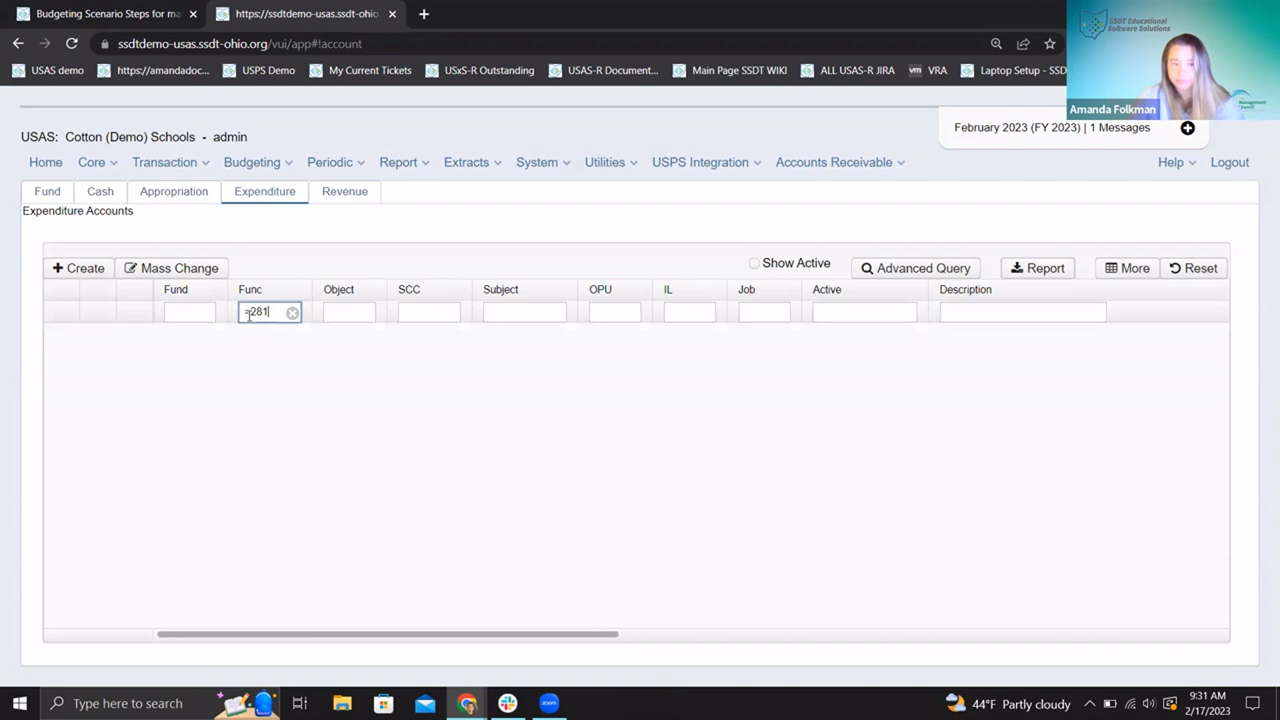 Budgeting Scenario Steps for ma
https://ssdtdemo-usas.ssdt-ohio.
ssdtdemo-usas.ssdt-ohio.org/vui/app#!account
USAS demo
https://amandadoc...
USPS Demo
My Current Tickets
USxS-R Outstanding
USAS-R Document...
Main Page SSDT WIKI
ALL USAS-R JIRA
vm VRA
Laptop Setup - SSD
SSDT Educational
Software Solutions
Amanda Folkman
USAS: Cotton (Demo) Schools - admin
February 2023 (FY 2023) | 1 Messages
Home Core Transaction Budgeting Periodic Report Extracts System Utilities USPS Integration Accounts Receivable Help Logout
Fund Cash Appropriation Expenditure Revenue
Expenditure Accounts
Create Mass Change Show Active Advanced Query Report More Reset
Fund Func Object SCC Subject OPU IL Job Active Description
=281
Type here to search
zoom
44°F Partly cloudy
9:31 AM
2/17/2023